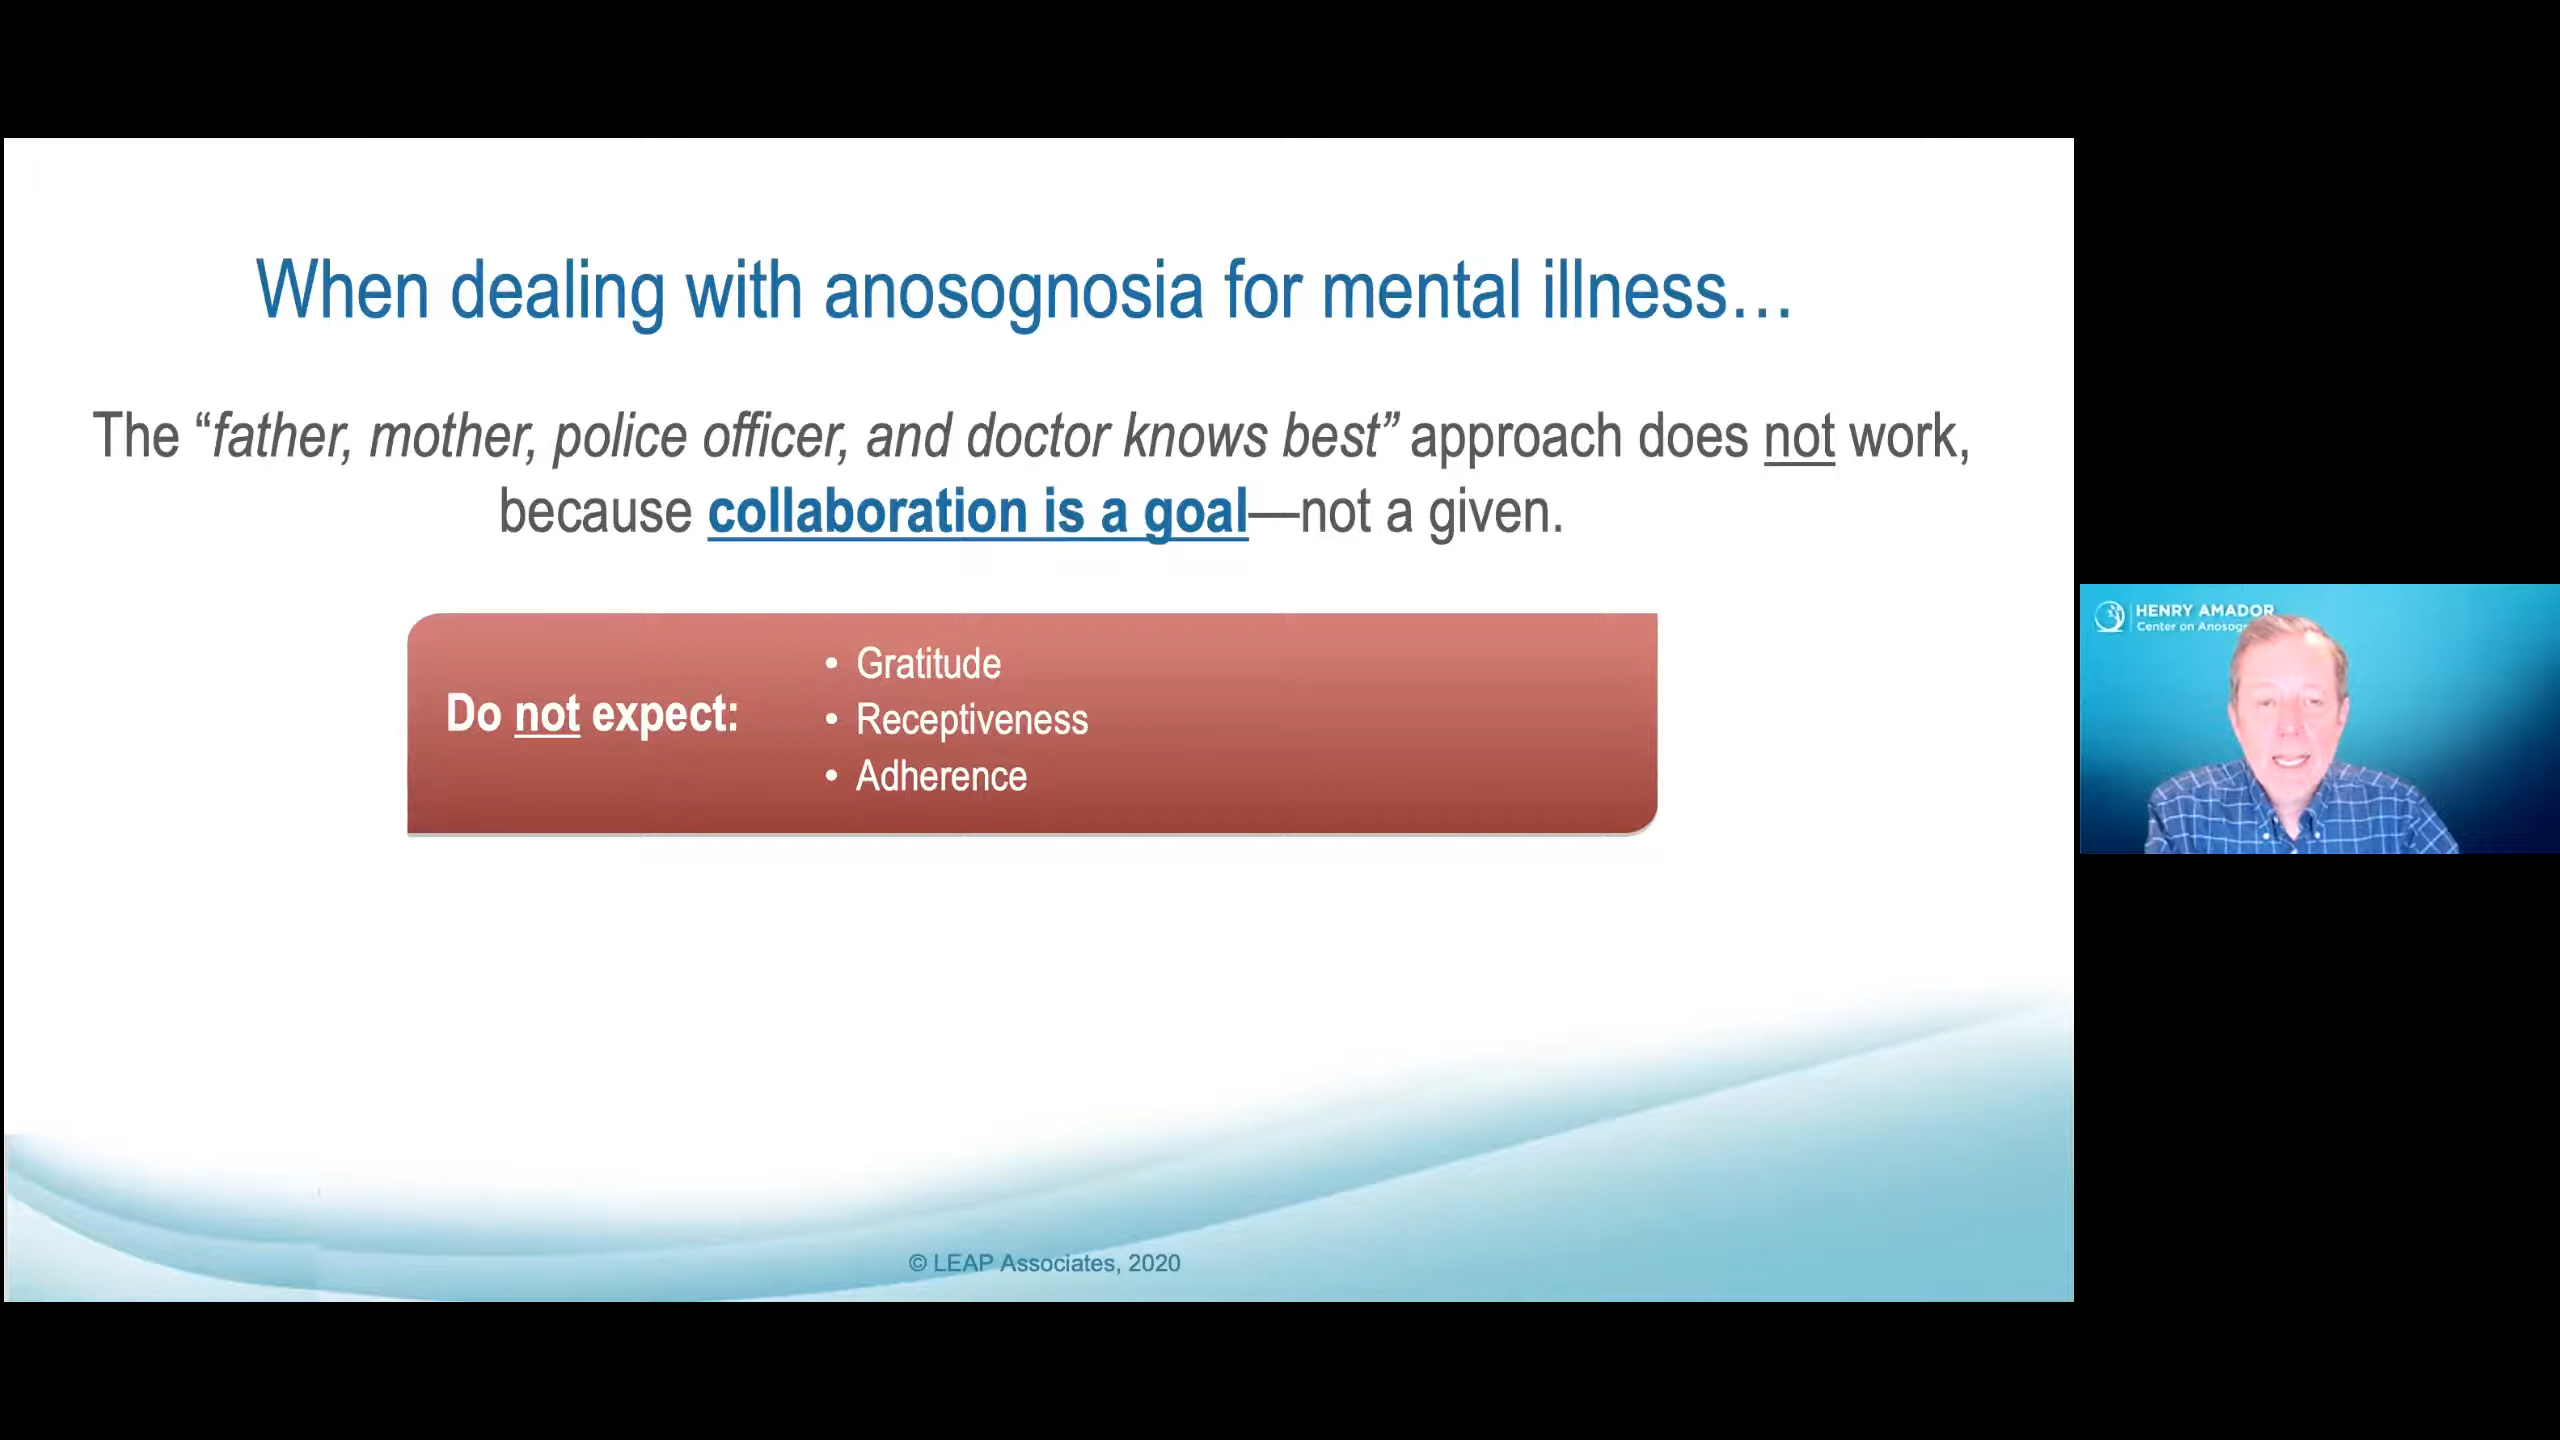 When dealing with anosognosia for mental illness…
The “father, mother, police officer, and doctor knows best” approach does not work,
because collaboration is a goal—not a given.
Do not expect:
• Gratitude
• Receptiveness
• Adherence
© LEAP Associates, 2020
HENRY AMADOR
Center on